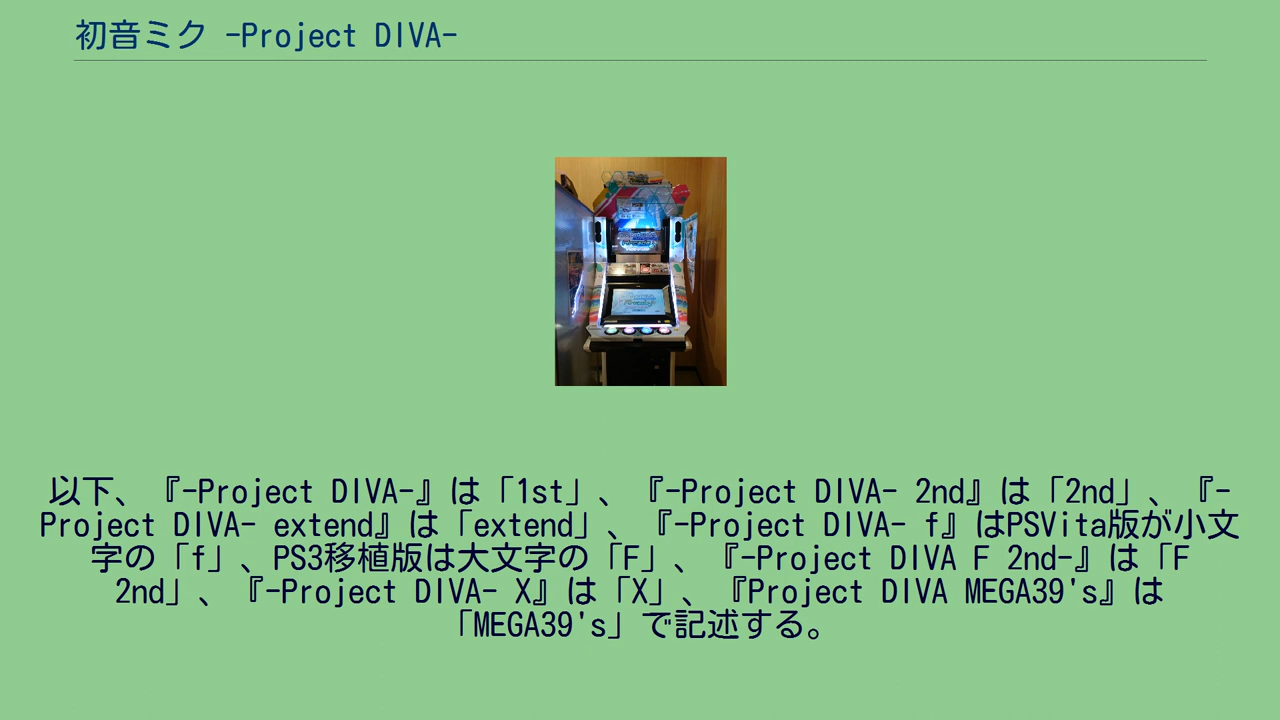 初音ミク -Project DIVA-
以下、『-Project DIVA-』は「1st」、『-Project DIVA- 2nd』は「2nd」、『-
Project DIVA- extend』は「extend」、『-Project DIVA- f』はPSVita版が小文
字の「f」、PS3移植版は大文字の「F」、『-Project DIVA F 2nd-』は「F
2nd」、『-Project DIVA- X』は「X」、『Project DIVA MEGA39's』は
「MEGA39's」で記述する。